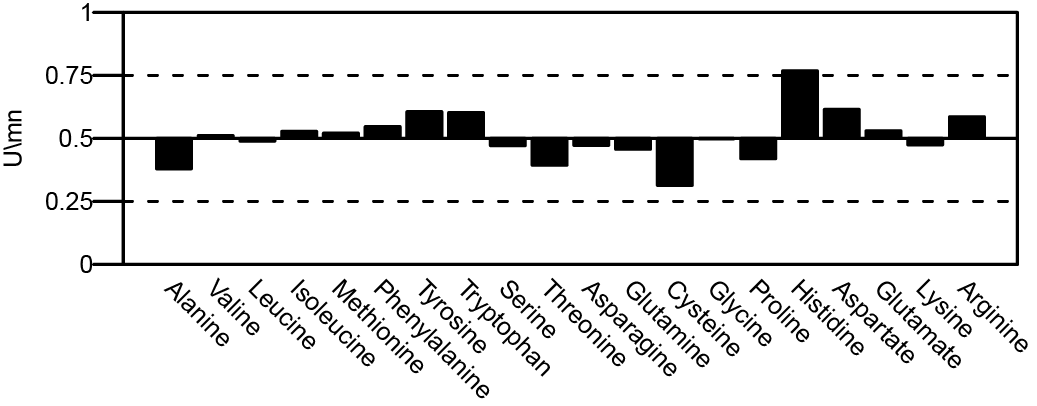 1
0.75
0.5
0.25
0
U\mn
Alanine
Valine
Leucine
Isoleucine
Methionine
Phenylalanine
Tyrosine
Tryptophan
Serine
Threonine
Asparagine
Glutamine
Cysteine
Glycine
Proline
Histidine
Aspartate
Glutamate
Lysine
Arginine